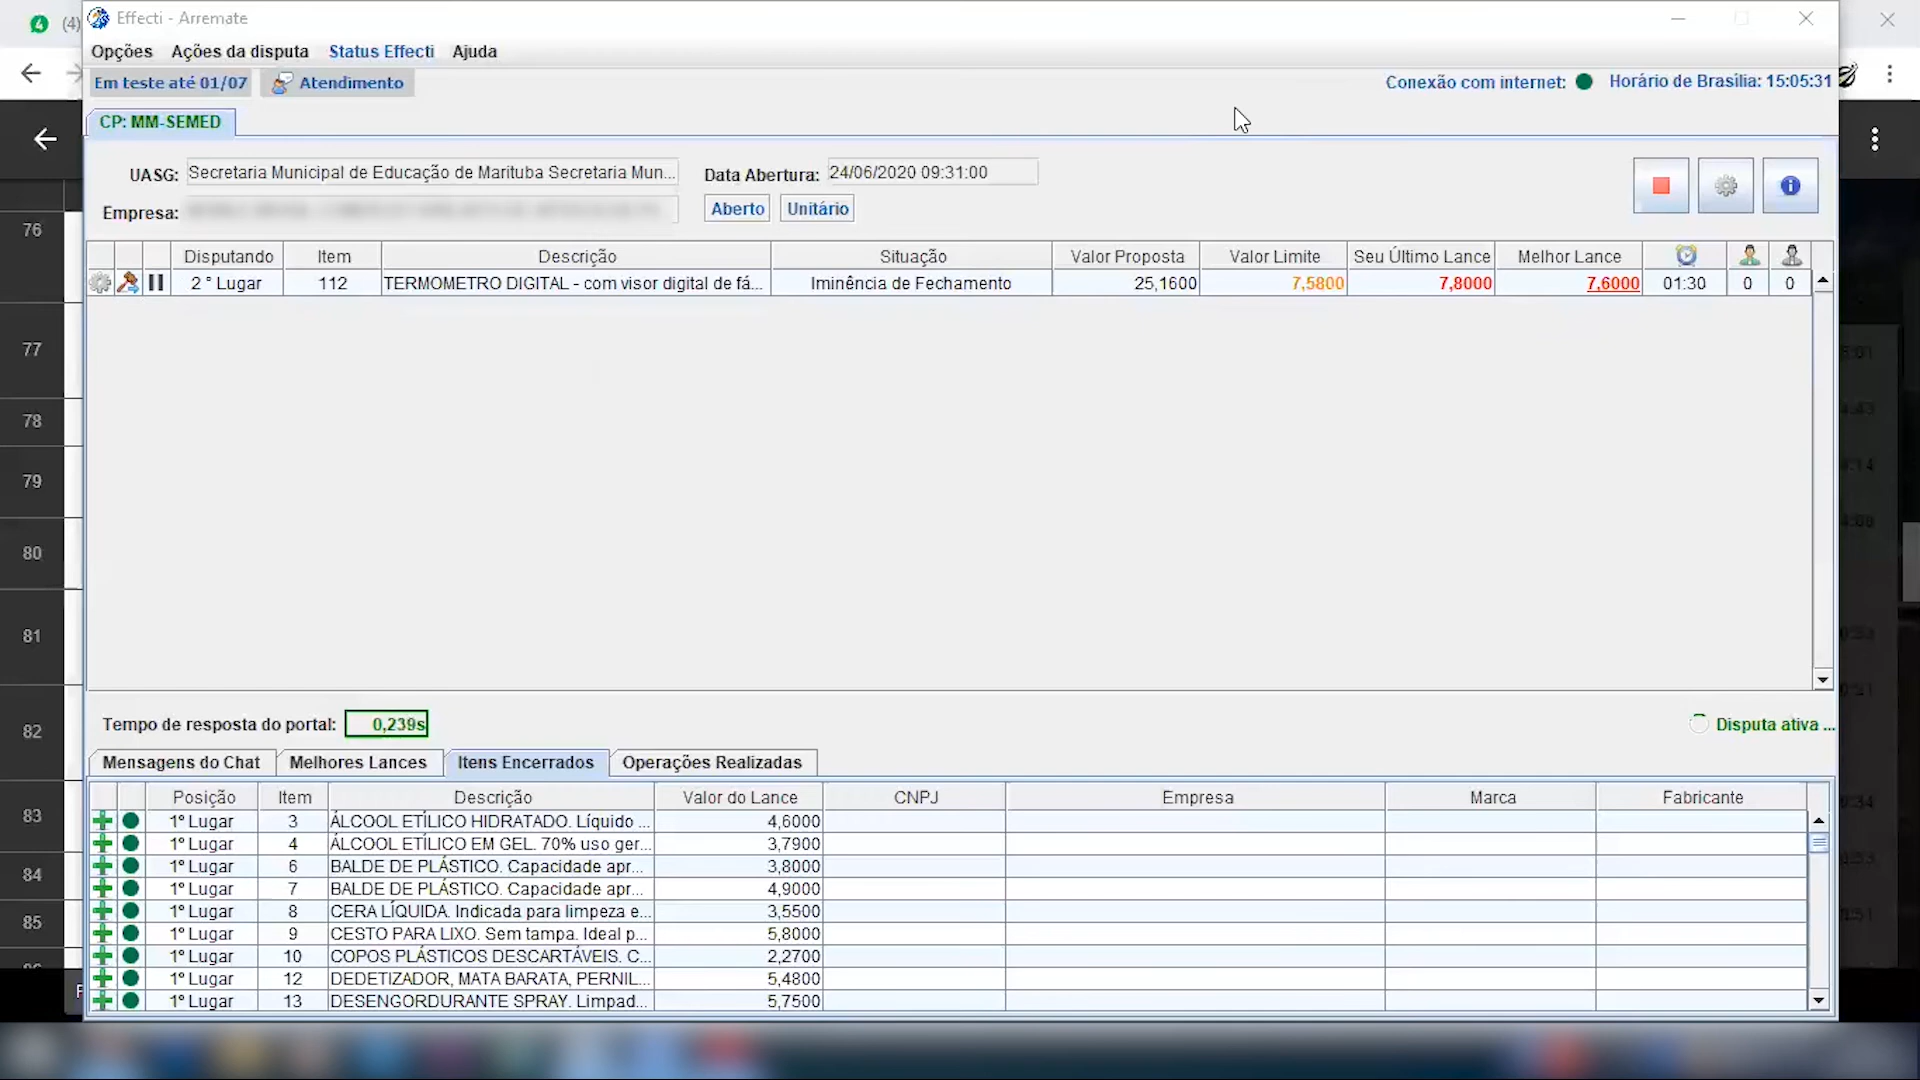 (4)
Effecti - Arremate
Opções Ações da disputa Status Effecti Ajuda
Em teste até 01/07 Atendimento
Conexão com internet: Horário de Brasília: 15:05:31
CP: MM-SEMED
UASG: Secretaria Municipal de Educação de Marituba Secretaria Mun... Data Abertura: 24/06/2020 09:31:00
Empresa: Aberto Unitário
Disputando Item Descrição Situação Valor Proposta Valor Limite Seu Último Lance Melhor Lance
2 ° Lugar 112 TERMOMETRO DIGITAL - com visor digital de fá... Iminência de Fechamento 25,1600 7,5800 7,8000 7,6000 01:30 0 0
76
77
78
79
80
81
82
83
84
85
Tempo de resposta do portal: 0,239s Disputa ativa ...
Mensagens do Chat Melhores Lances Itens Encerrados Operações Realizadas
Posição Item Descrição Valor do Lance CNPJ Empresa Marca Fabricante
1º Lugar 3 ÁLCOOL ETÍLICO HIDRATADO. Líquido ... 4,6000
1º Lugar 4 ÁLCOOL ETÍLICO EM GEL. 70% uso ger... 3,7900
1º Lugar 6 BALDE DE PLÁSTICO. Capacidade apr... 3,8000
1º Lugar 7 BALDE DE PLÁSTICO. Capacidade apr... 4,9000
1º Lugar 8 CERA LÍQUIDA. Indicada para limpeza e... 3,5500
1º Lugar 9 CESTO PARA LIXO. Sem tampa. Ideal p... 5,8000
1º Lugar 10 COPOS PLÁSTICOS DESCARTÁVEIS. C... 2,2700
1º Lugar 12 DEDETIZADOR, MATA BARATA, PERNIL... 5,4800
1º Lugar 13 DESENGORDURANTE SPRAY. Limpad... 5,7500